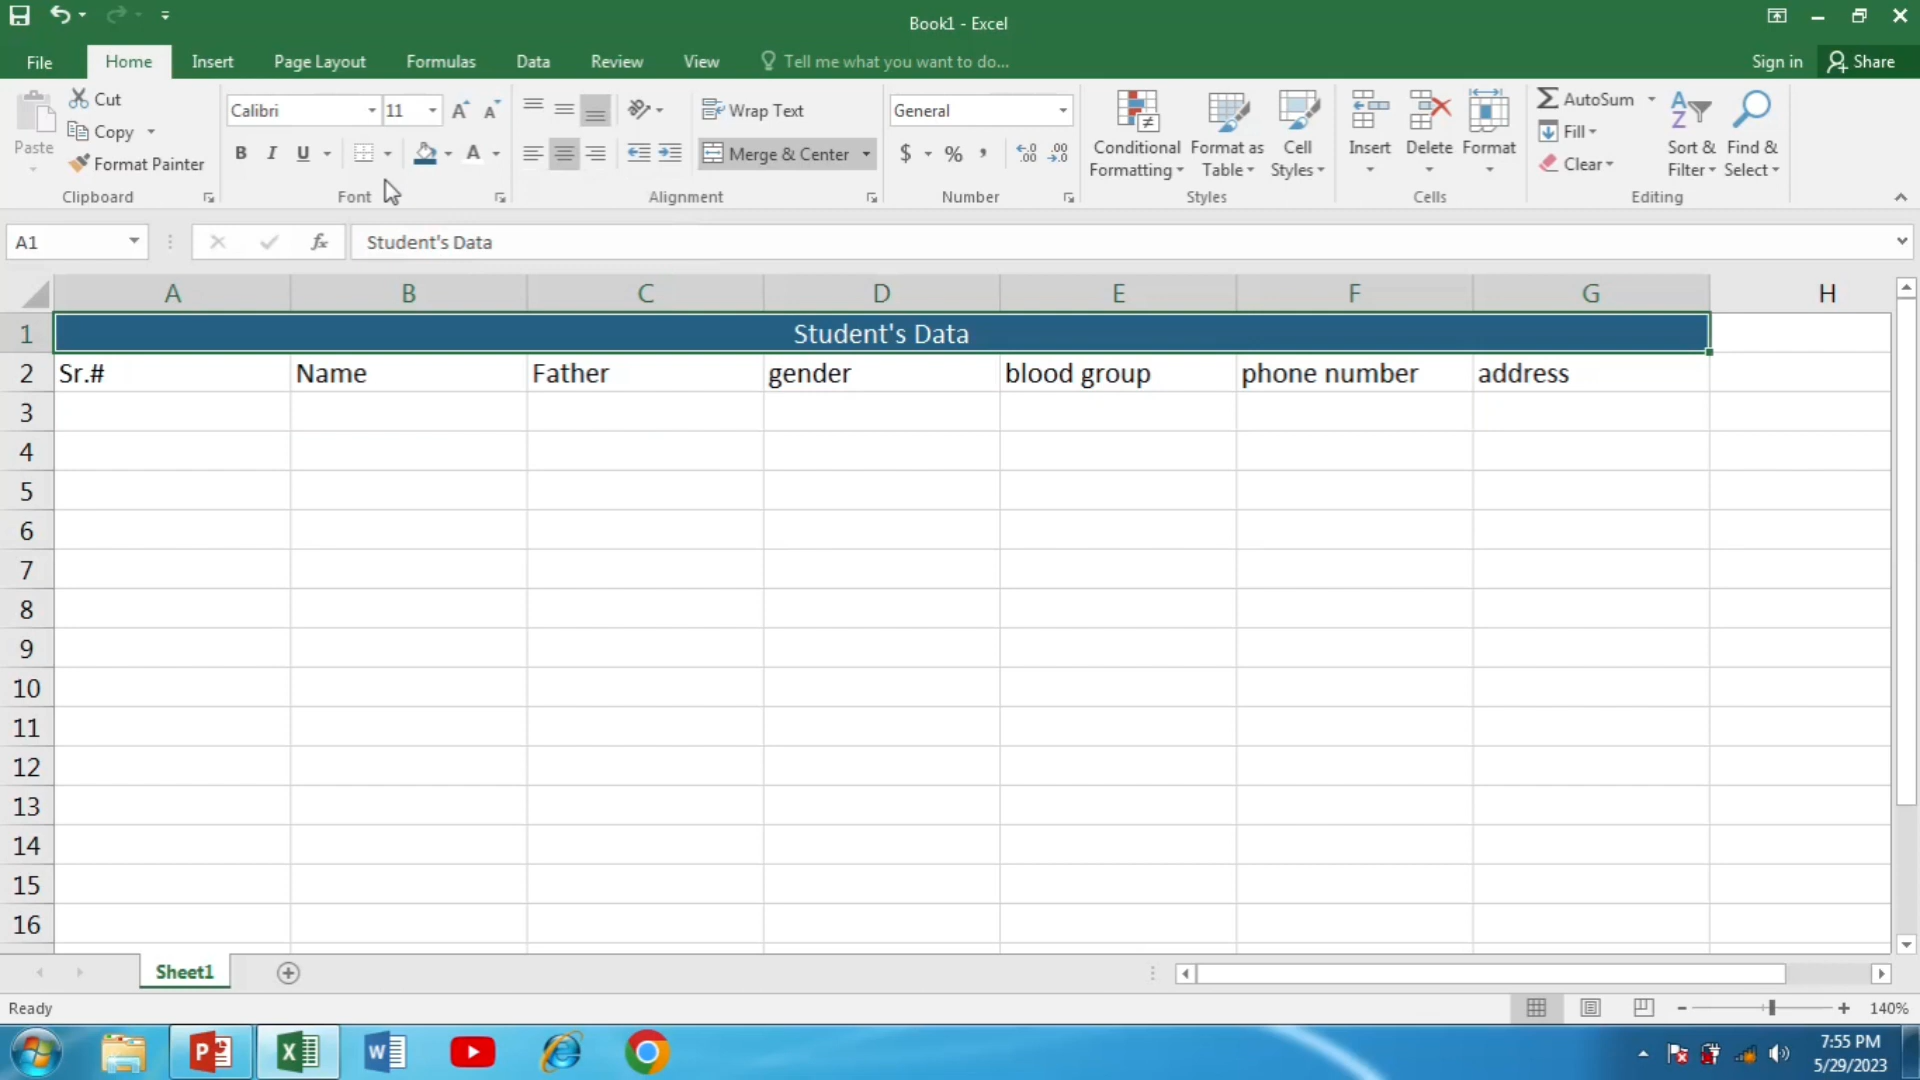 Book1 - Excel
File Home Insert Page Layout Formulas Data Review View Tell me what you want to do... Sign in Share
Paste
Cut
Copy
Format Painter
Clipboard
Calibri 11
B I U A
Font
Wrap Text
Merge & Center
Alignment
General
$ % ,
.00 .0
Number
Conditional Formatting
Format as Table
Cell Styles
Styles
Insert
Delete
Format
Cells
AutoSum
Fill
Clear
Sort & Filter
Find & Select
Editing
A1 fx Student's Data
A B C D E F G H
1 Student's Data
2 Sr.# Name Father gender blood group phone number address
3
4
5
6
7
8
9
10
11
12
13
14
15
16
Sheet1
Ready 140%
7:55 PM
5/29/2023